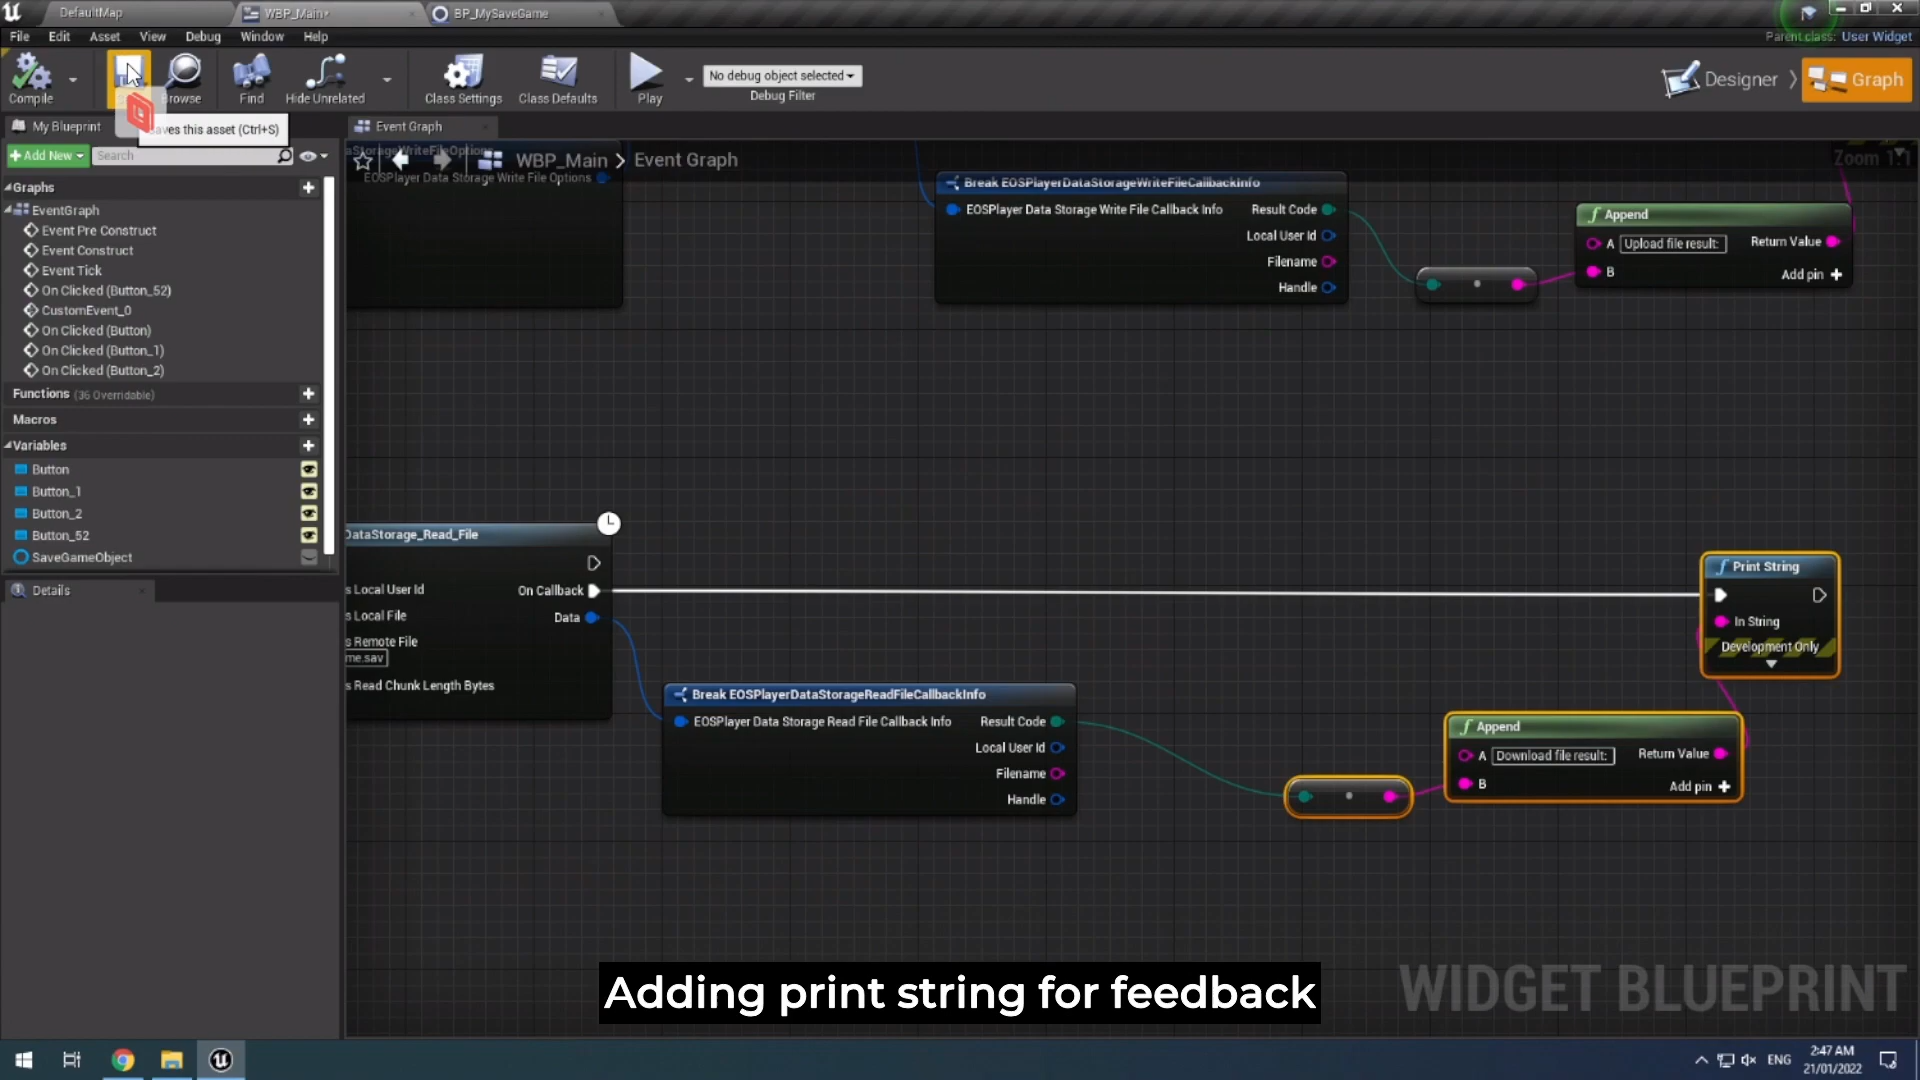 DefaultMap
WBP_Main*
BP_MySaveGame
File Edit Asset View Debug Window Help
Parent class: User Widget
Compile
Browse
Find
Hide Unrelated
Class Settings
Class Defaults
Play
No debug object selected
Debug Filter
Designer
Graph
My Blueprint
aves this asset (Ctrl+S)
Event Graph
Add New
Search
WBP_Main > Event Graph
Zoom 1:1
Graphs
EventGraph
Event Pre Construct
Event Construct
Event Tick
On Clicked (Button_52)
CustomEvent_0
On Clicked (Button)
On Clicked (Button_1)
On Clicked (Button_2)
Functions (36 Overridable)
Macros
Variables
Button
Button_1
Button_2
Button_52
SaveGameObject
Details
ataStorageWriteFileOptions
EOSPlayer Data Storage Write File Options
Break EOSPlayerDataStorageWriteFileCallbackInfo
EOSPlayer Data Storage Write File Callback Info
Result Code
Local User Id
Filename
Handle
Append
A Upload file result:
Return Value
B
Add pin
DataStorage_Read_File
s Local User Id
On Callback
s Local File
Data
s Remote File
me.sav
s Read Chunk Length Bytes
Break EOSPlayerDataStorageReadFileCallbackInfo
EOSPlayer Data Storage Read File Callback Info
Result Code
Local User Id
Filename
Handle
Print String
In String
Development Only
Append
A Download file result:
Return Value
B
Add pin
Adding print string for feedback
WIDGET BLUEPRINT
ENG
2:47 AM
21/01/2022